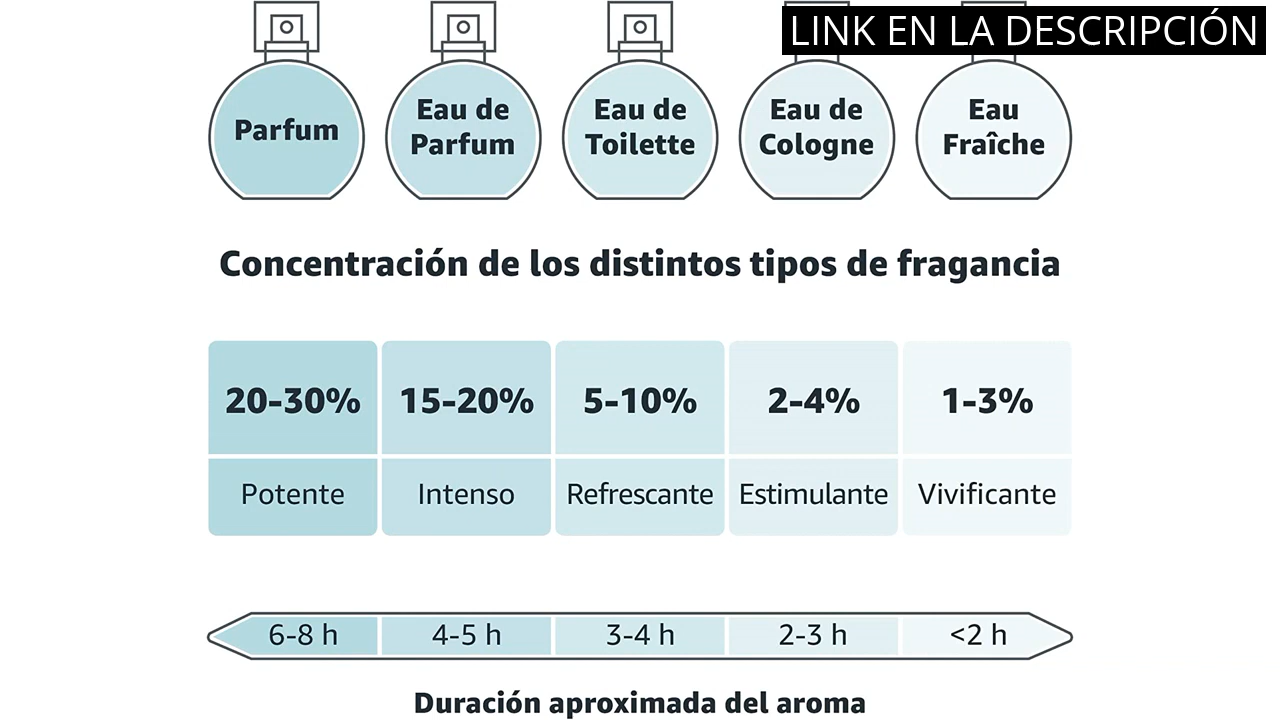 LINK EN LA DESCRIPCIÓN
Parfum
Eau de
Parfum
Eau de
Toilette
Eau de
Cologne
Eau
Fraîche
Concentración de los distintos tipos de fragancia
20-30%
15-20%
5-10%
2-4%
1-3%
Potente
Intenso
Refrescante
Estimulante
Vivificante
6-8 h
4-5 h
3-4 h
2-3 h
<2 h
Duración aproximada del aroma